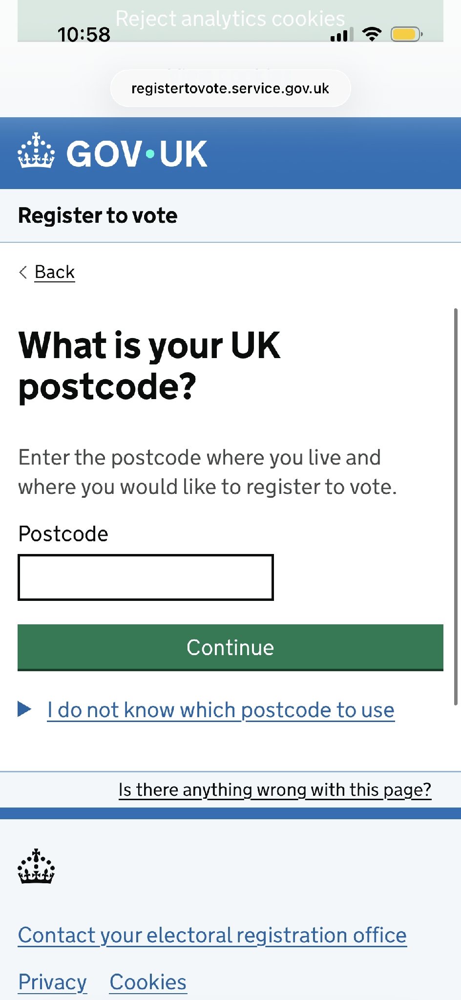 Reject analytics cookies
10:58
registertovote.service.gov.uk
GOV·UK
Register to vote
Back
What is your UK
postcode?
Enter the postcode where you live and
where you would like to register to vote.
Postcode
Continue
I do not know which postcode to use
Is there anything wrong with this page?
Contact your electoral registration office
Privacy Cookies